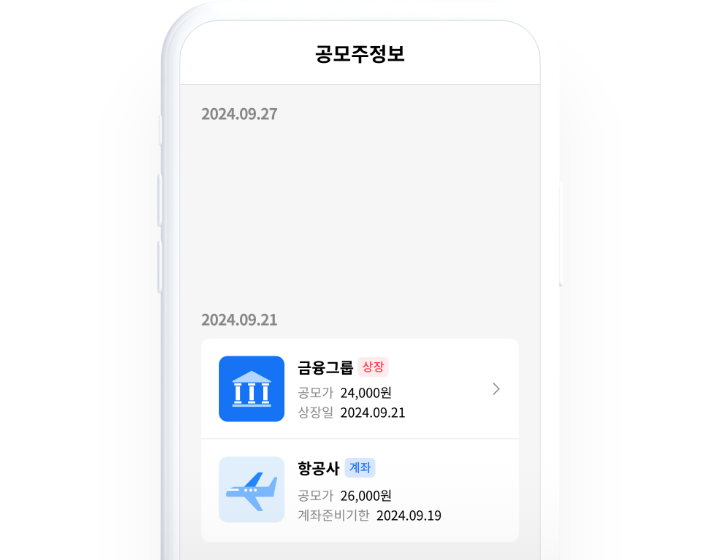 공모주정보
2024.09.27
2024.09.21
금융그룹 상장
공모가 24,000원
상장일 2024.09.21
항공사 계좌
공모가 26,000원
계좌준비기한 2024.09.19